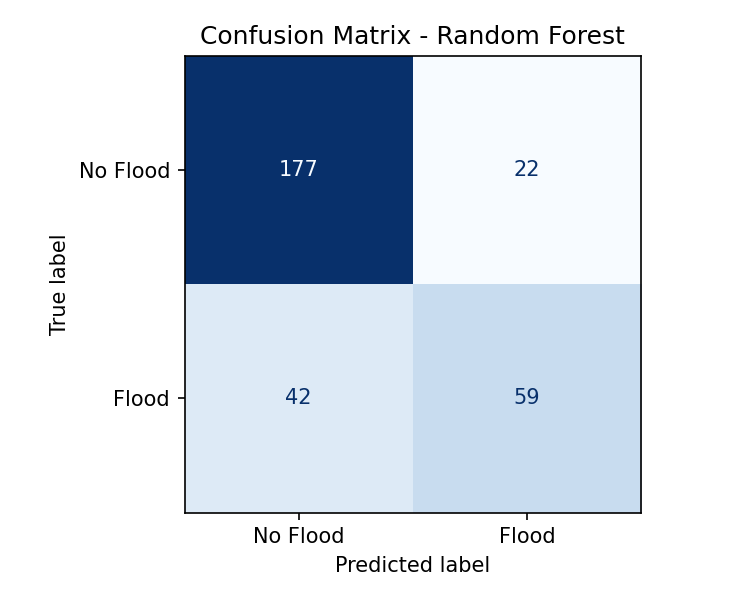 Confusion Matrix - Random Forest
No Flood
177
22
True label
Flood
42
59
No Flood
Flood
Predicted label